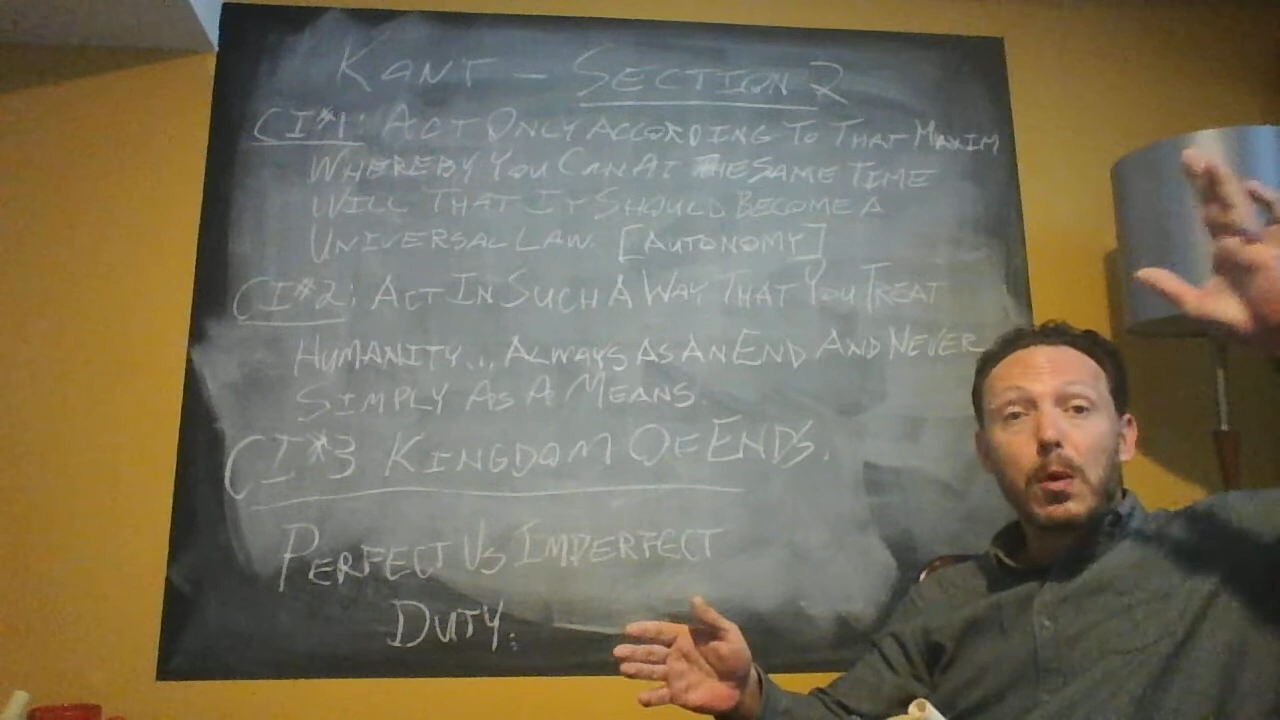 KANT – SECTION 2
CI#1: ACT ONLY ACCORDING TO THAT MAXIM
WHEREBY YOU CAN AT THE SAME TIME
WILL THAT IT SHOULD BECOME A
UNIVERSAL LAW. [AUTONOMY]
CI#2: ACT IN SUCH A WAY THAT YOU TREAT
HUMANITY... ALWAYS AS AN END AND NEVER
SIMPLY AS A MEANS.
CI#3 KINGDOM OF ENDS.
PERFECT VS IMPERFECT
DUTY: